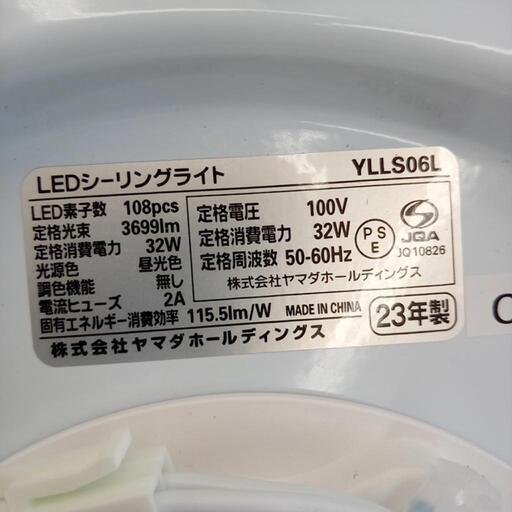 LEDシーリングライト YLLS06L
LED素子数 108pcs
定格光束 3699lm
定格消費電力 32W
光源色 昼光色
調色機能 無し
電流ヒューズ 2A
固有エネルギー消費効率 115.5lm/W
定格電圧 100V
定格消費電力 32W
定格周波数 50-60Hz
株式会社ヤマダホールディングス
PS
E
JQA
JQ10826
MADE IN CHINA
23年製
株式会社ヤマダホールディングス